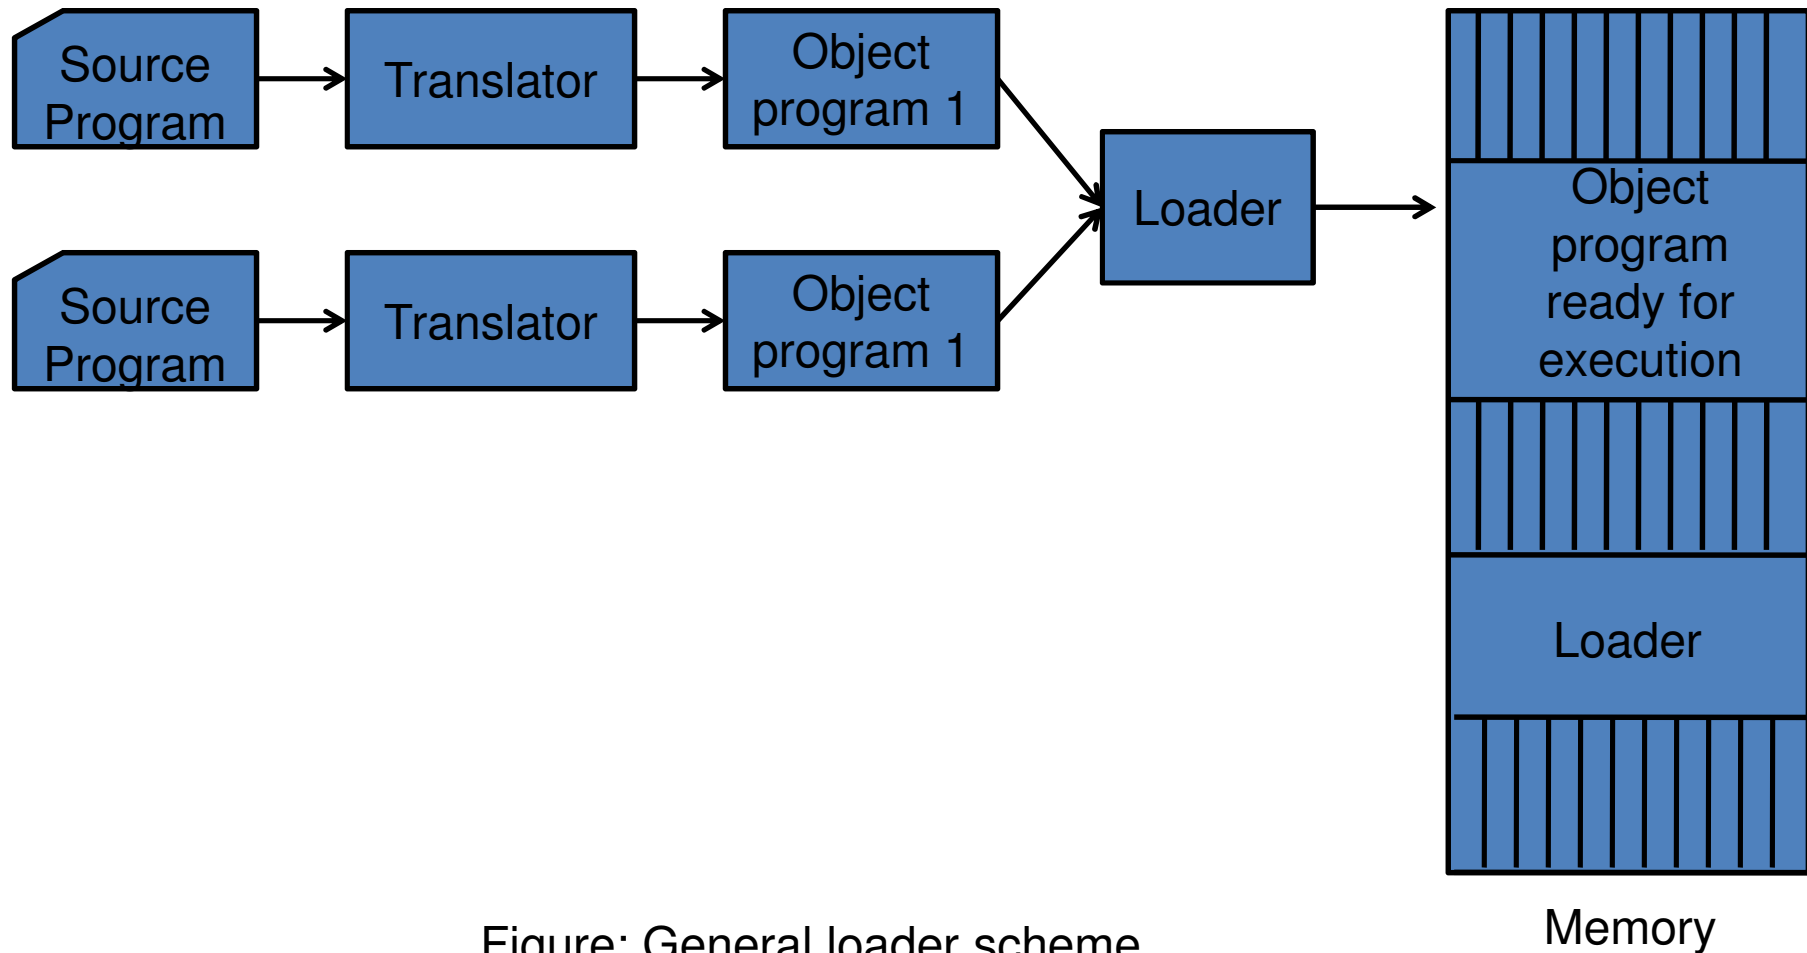 Source
Program
Translator
Object
program 1
Source
Program
Translator
Object
program 1
Loader
Object
program
ready for
execution
Loader
Memory
Figure: General loader scheme